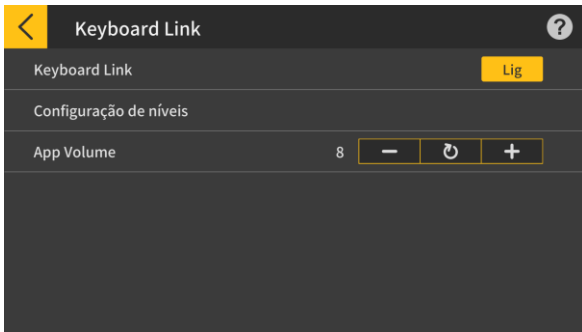 Keyboard Link ?
Keyboard Link Lig
Configuração de níveis
App Volume 8 − ↻ +